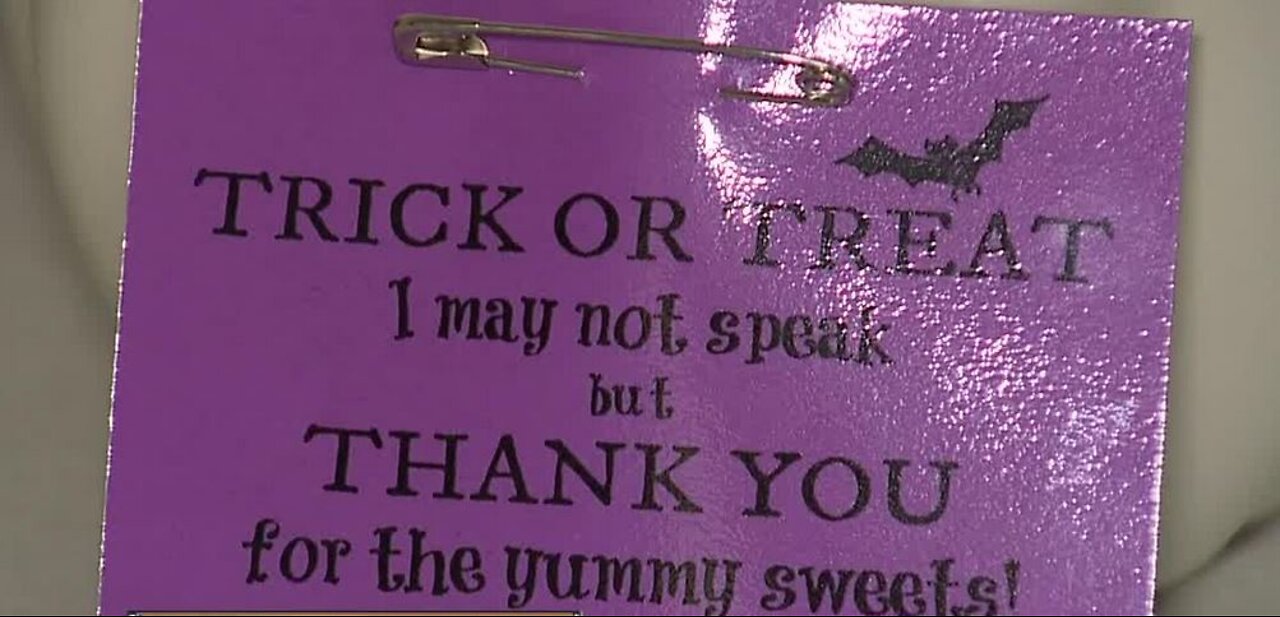 TRICK OR TREAT
I may not speak
but
THANK YOU
for the yummy sweets!